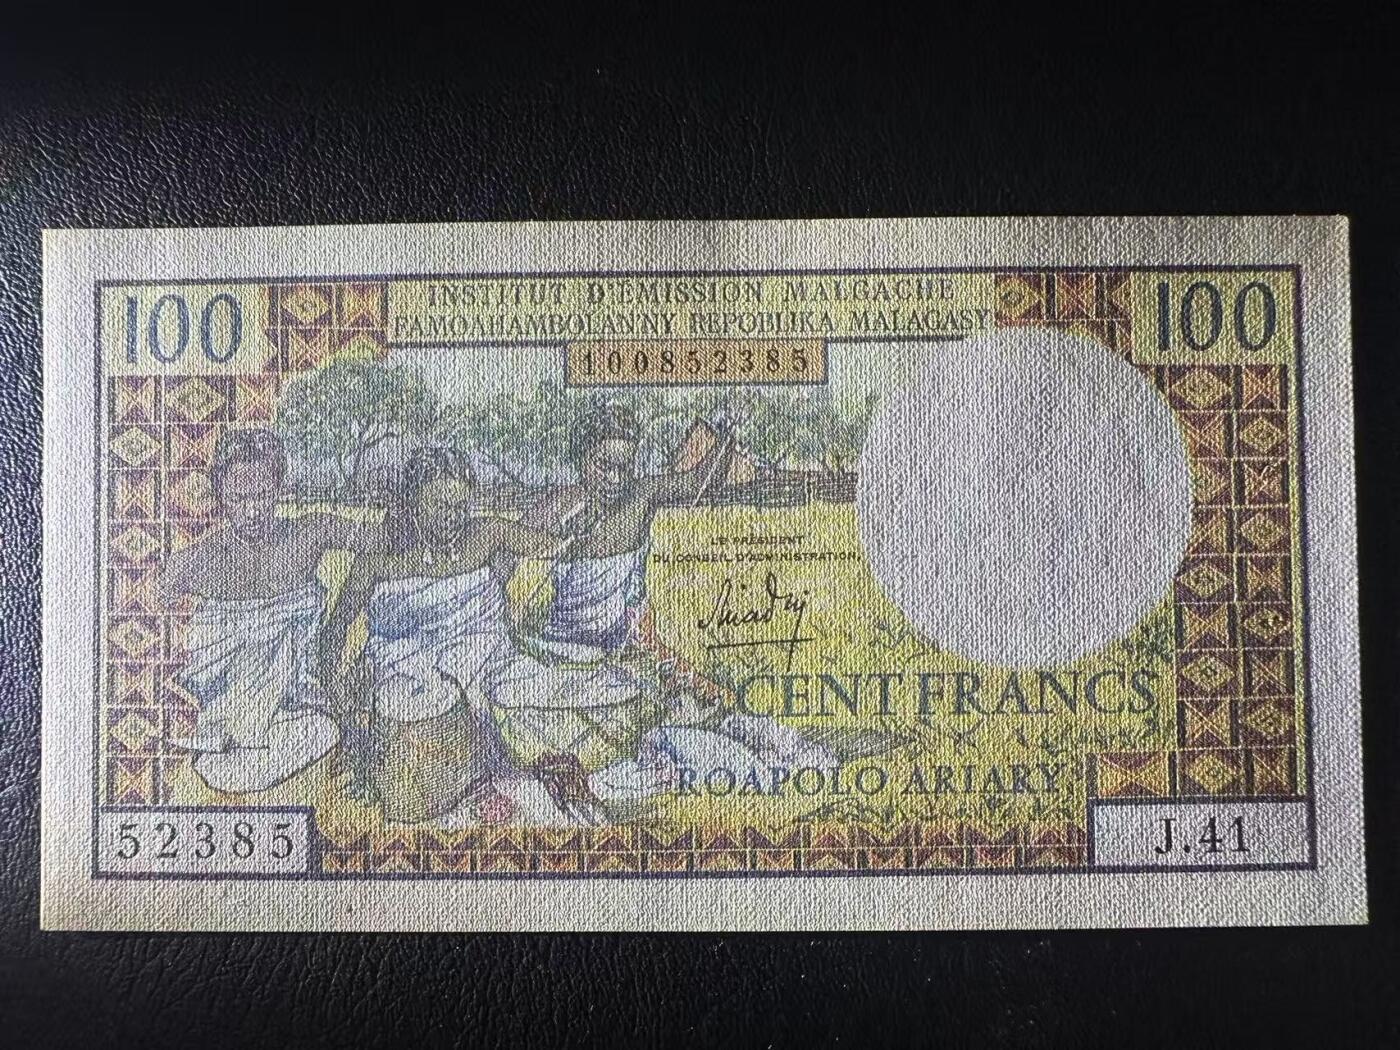 100
INSTITUT D'ÉMISSION MALGACHE
FAMOAHAMBOLAN'NY REPOBLIKA MALAGASY
100
100852385
LE PRÉSIDENT
DU CONSEIL D'ADMINISTRATION,
CENT FRANCS
ROAPOLO ARIARY
52385
J.41